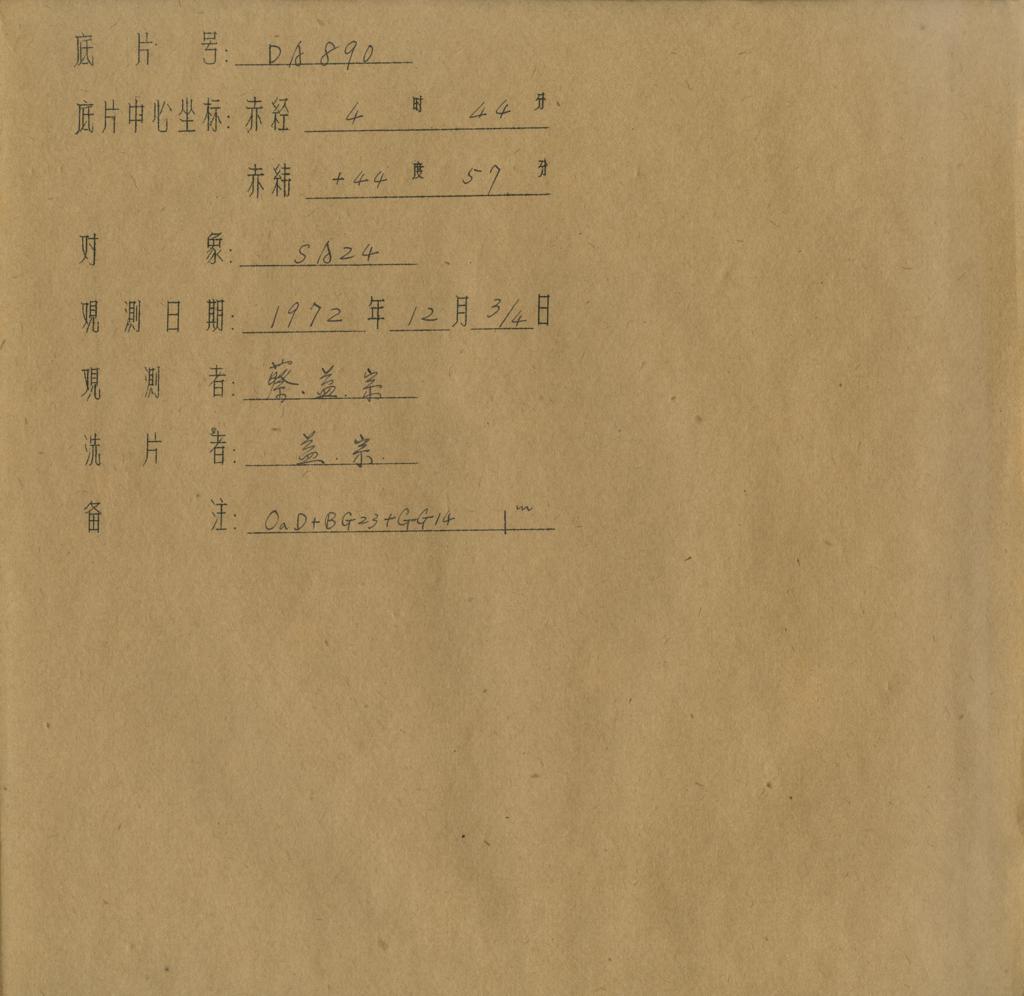 底片号: DA890
底片中心坐标: 赤経 4 时 44 分
赤緯 +44 度 57 分
对象: SA24
观测日期: 1972 年 12 月 3/4 日
观测者: 蔡益宗
洗片者: 益宗
备注: OaD+BG23+GG14 1m